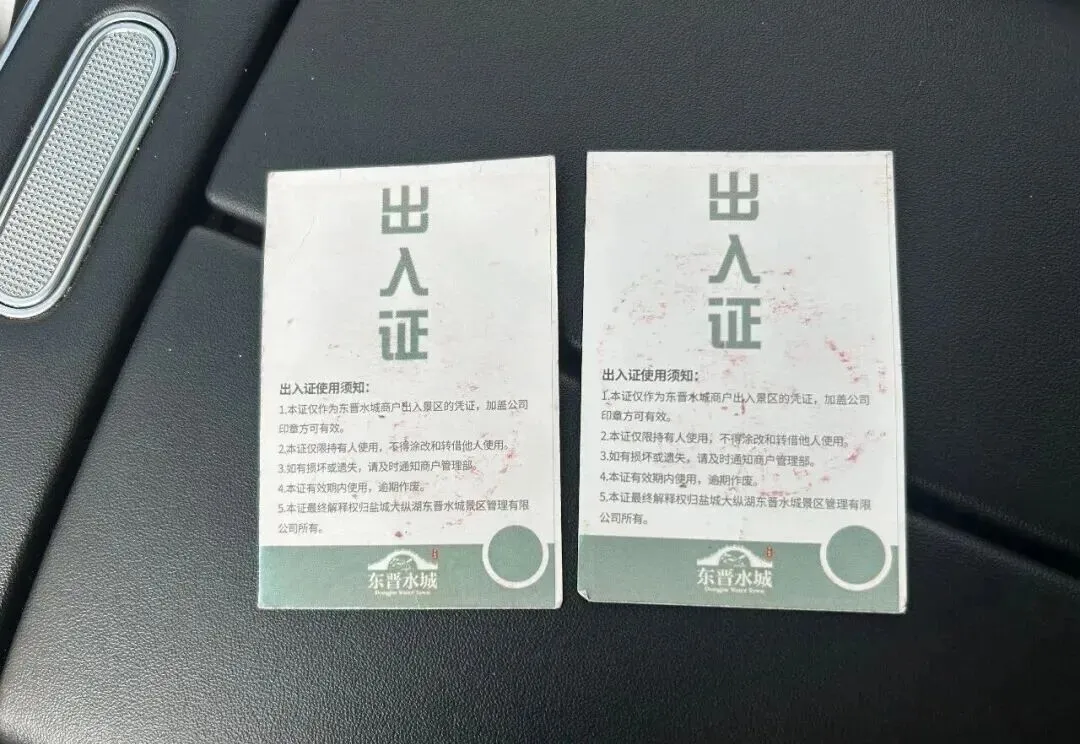 出入证
出入证使用须知：
1.本证仅作为东晋水城商户出入景区的凭证，加盖公司
印章方可有效。
2.本证仅限持有人使用，不得涂改和转借他人使用。
3.如有损坏或遗失，请及时通知商户管理部。
4.本证有效期内使用，逾期作废。
5.本证最终解释权归盐城大纵湖东晋水城景区管理有限
公司所有。
东晋水城
Dongjin Water Town
出入证
出入证使用须知：
1.本证仅作为东晋水城商户出入景区的凭证，加盖公司
印章方可有效。
2.本证仅限持有人使用，不得涂改和转借他人使用。
3.如有损坏或遗失，请及时通知商户管理部。
4.本证有效期内使用，逾期作废。
5.本证最终解释权归盐城大纵湖东晋水城景区管理有限
公司所有。
东晋水城
Dongjin Water Town